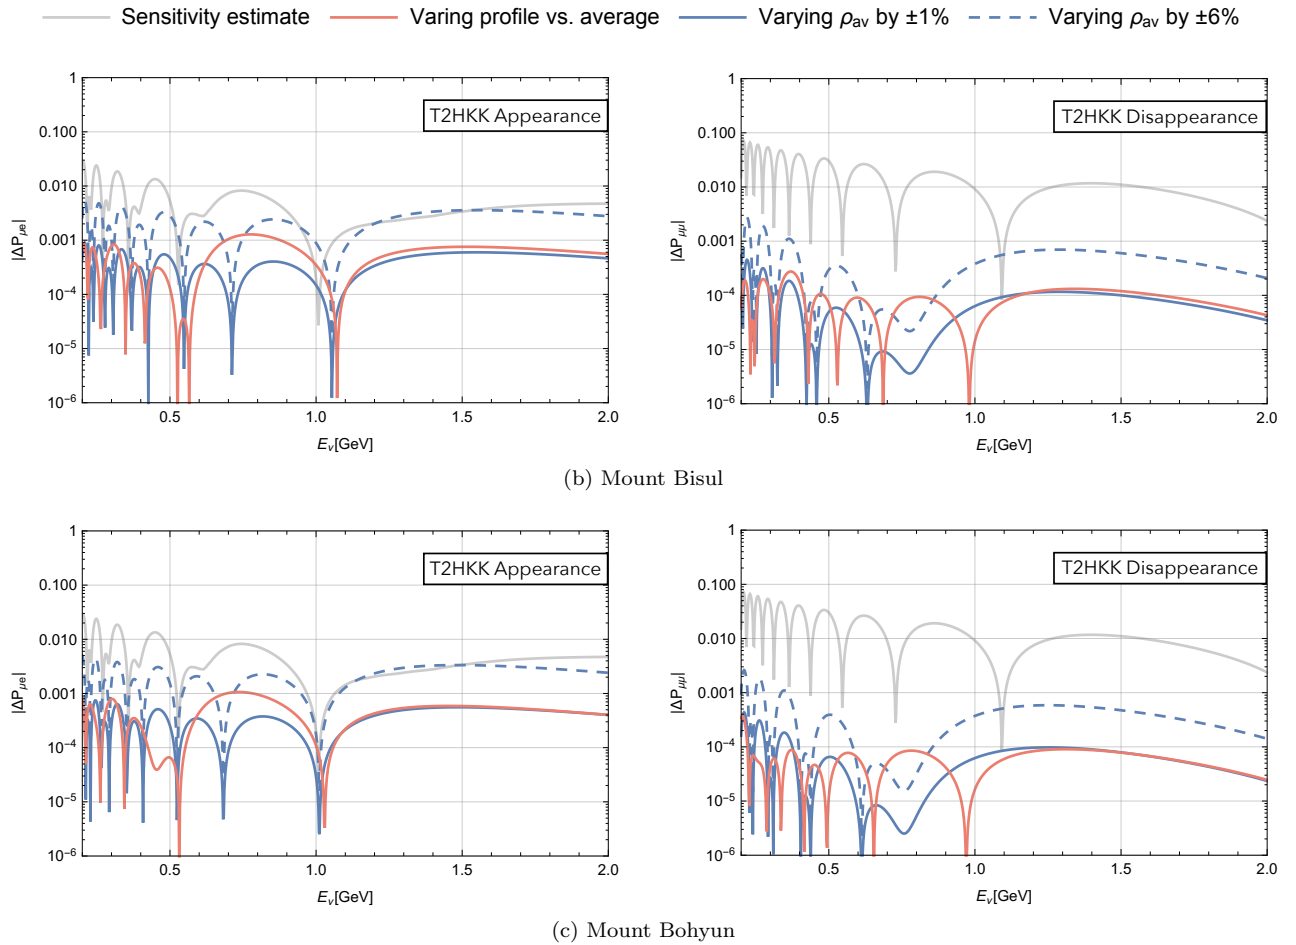 Sensitivity estimate Varing profile vs. average Varying ρav by ±1% Varying ρav by ±6%
T2HKK Appearance
|ΔPμe|
1
0.100
0.010
0.001
10⁻⁴
10⁻⁵
10⁻⁶
0.5 1.0 1.5 2.0
Eν[GeV]
T2HKK Disappearance
|ΔPμμ|
1
0.100
0.010
0.001
10⁻⁴
10⁻⁵
10⁻⁶
0.5 1.0 1.5 2.0
Eν[GeV]
(b) Mount Bisul
T2HKK Appearance
|ΔPμe|
1
0.100
0.010
0.001
10⁻⁴
10⁻⁵
10⁻⁶
0.5 1.0 1.5 2.0
Eν[GeV]
T2HKK Disappearance
|ΔPμμ|
1
0.100
0.010
0.001
10⁻⁴
10⁻⁵
10⁻⁶
0.5 1.0 1.5 2.0
Eν[GeV]
(c) Mount Bohyun